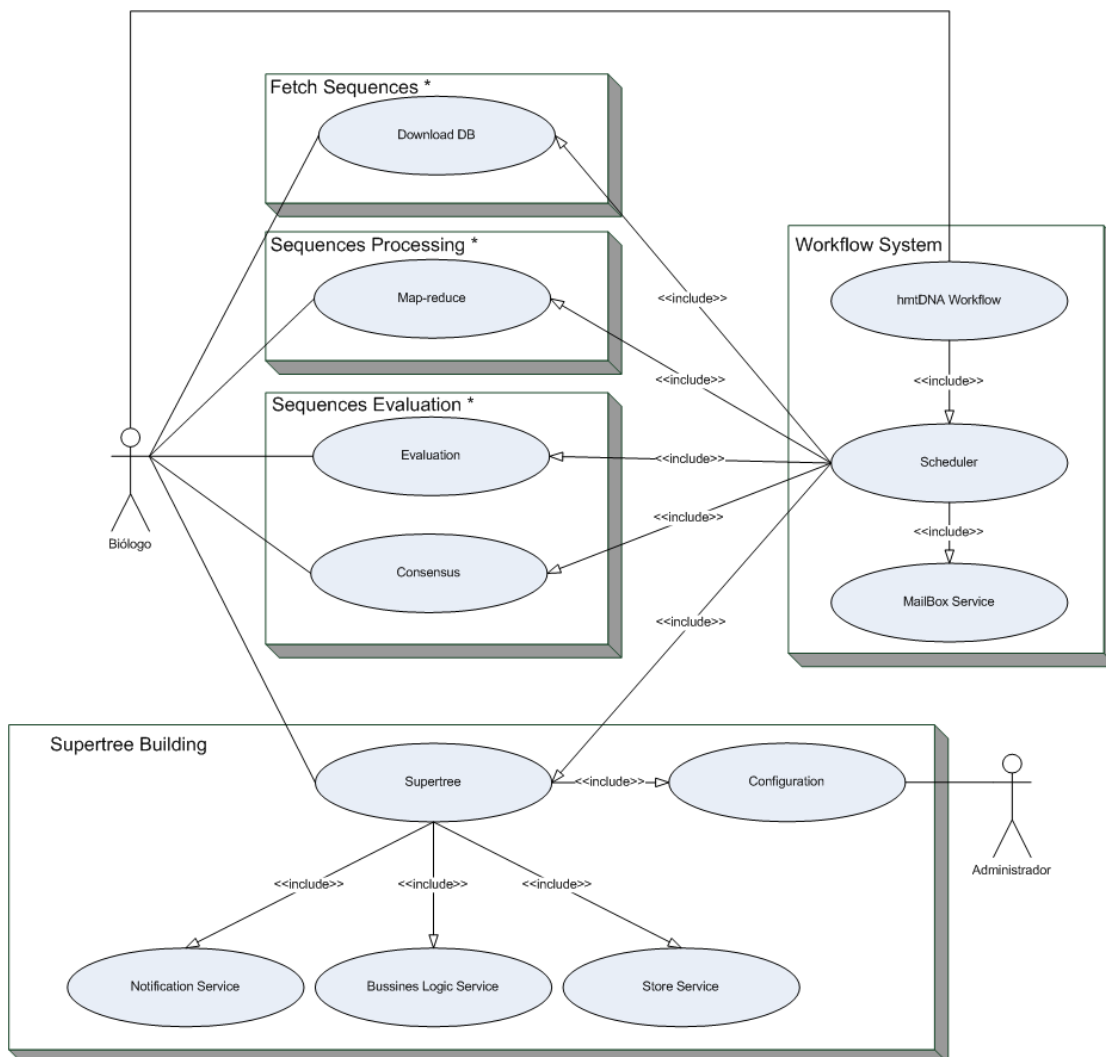 Fetch Sequences *
Download DB
Sequences Processing *
Workflow System
Map-reduce
hmtDNA Workflow
<<include>>
<<include>>
<<include>>
Sequences Evaluation *
Evaluation
<<include>>
Scheduler
<<include>>
<<include>>
Biólogo
Consensus
MailBox Service
<<include>>
Supertree Building
Supertree
<<include>>
Configuration
Administrador
<<include>>
<<include>>
<<include>>
Notification Service
Bussines Logic Service
Store Service